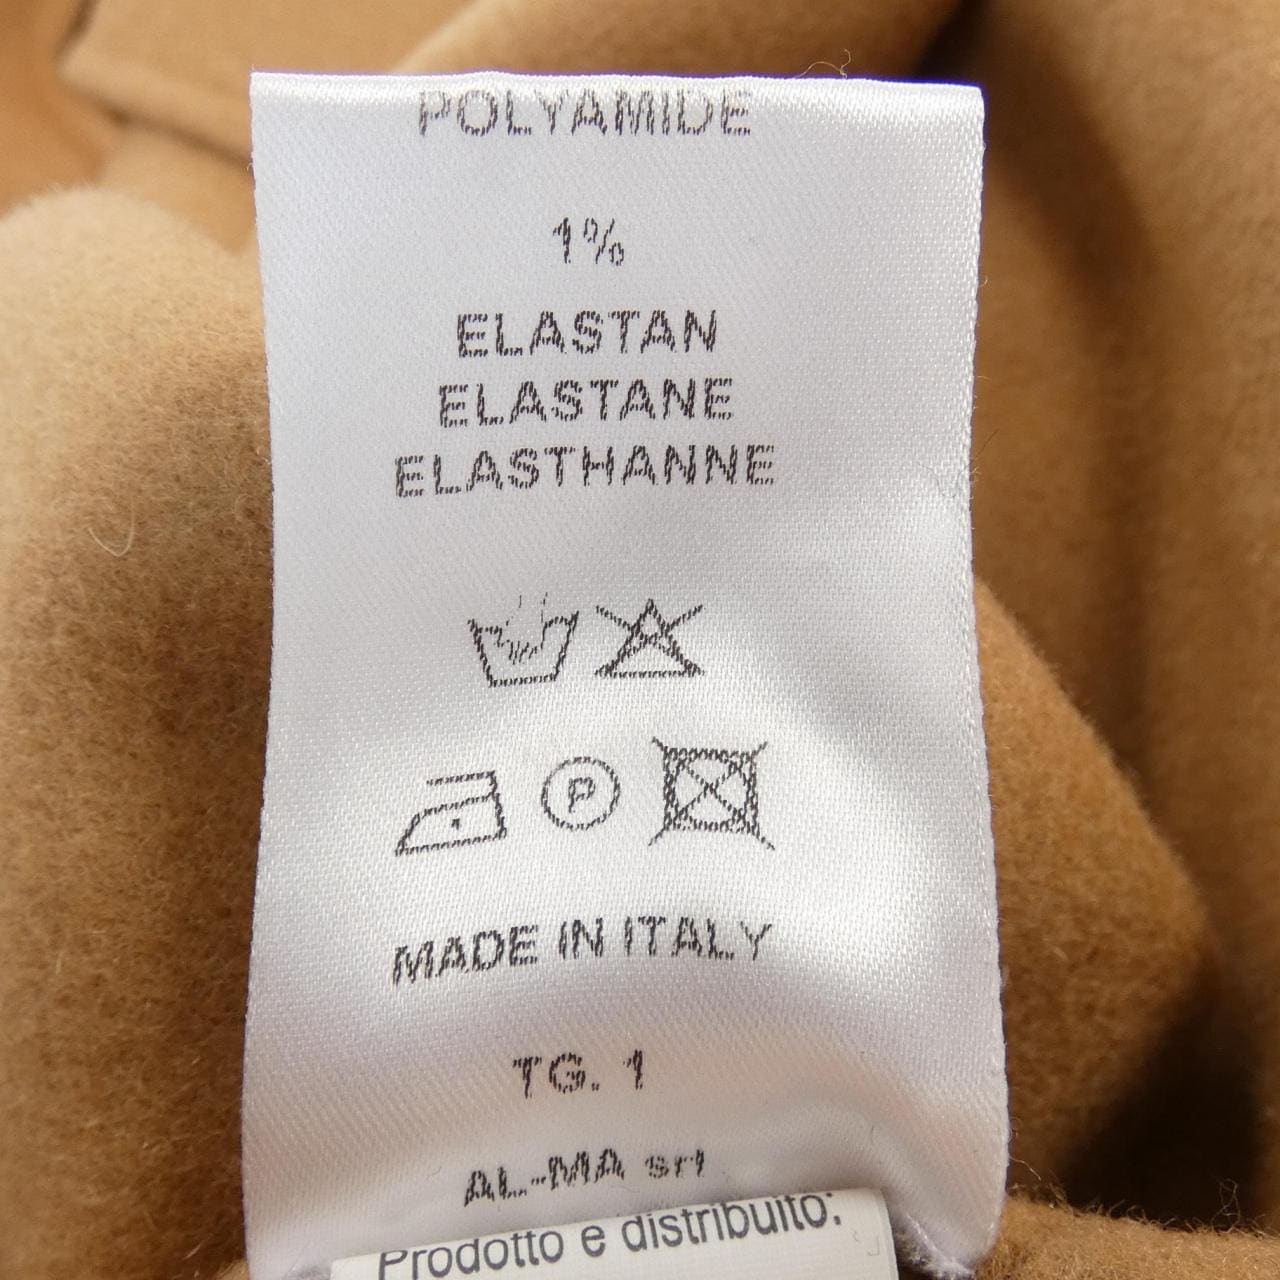 POLYAMIDE
1%
ELASTAN
ELASTANE
ELASTHANNE
P
MADE IN ITALY
TG. 1
AL-MA srl
Prodotto e distribuito: